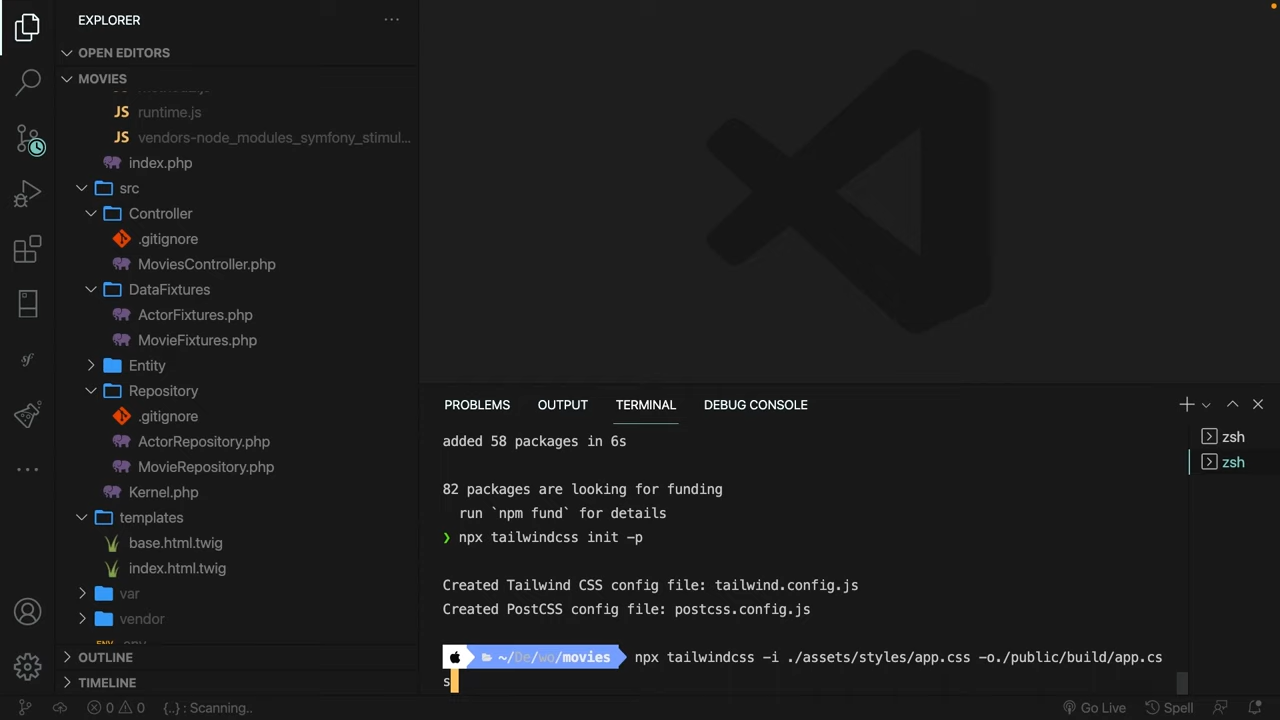 EXPLORER
OPEN EDITORS
MOVIES
JS runtime.js
JS vendors-node_modules_symfony_stimul...
index.php
src
Controller
.gitignore
MoviesController.php
DataFixtures
ActorFixtures.php
MovieFixtures.php
Entity
Repository
.gitignore
ActorRepository.php
MovieRepository.php
Kernel.php
templates
base.html.twig
index.html.twig
var
vendor
OUTLINE
TIMELINE
sf
PROBLEMS OUTPUT TERMINAL DEBUG CONSOLE
added 58 packages in 6s
82 packages are looking for funding
run `npm fund` for details
❯ npx tailwindcss init -p
Created Tailwind CSS config file: tailwind.config.js
Created PostCSS config file: postcss.config.js
~/De/wo/movies npx tailwindcss -i ./assets/styles/app.css -o./public/build/app.cs
s
zsh
zsh
0 0 {..} : Scanning.. Go Live Spell